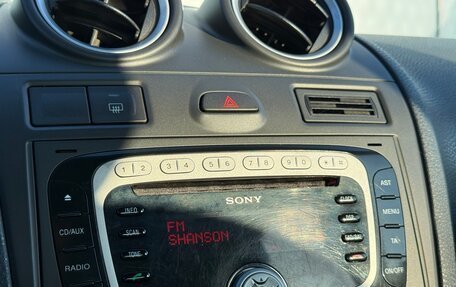 1 2 3 4 5 6 7 8 9 0 * #
SONY
AST
INFO
MENU
CD/AUX
SCAN
FM
SHANSON
TA
TONE
RADIO
ON/OFF